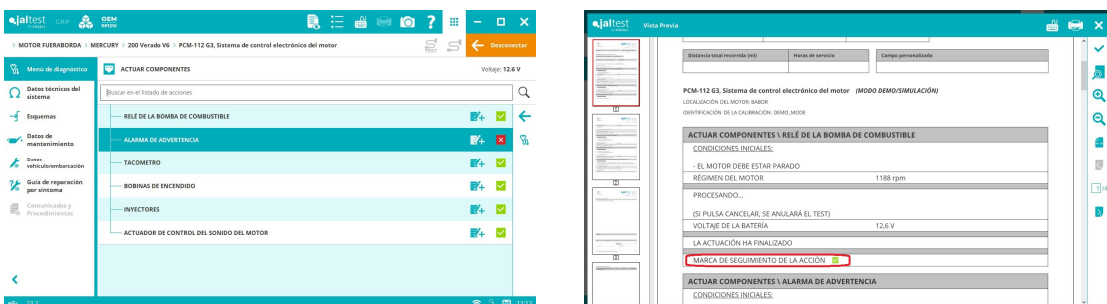 jaltest
GRP
OEM
?
MOTOR FUERABORDA > MERCURY > 200 Verado V6 > PCM-112 G3, Sistema de control electrónico del motor
TEST
Desconectar
Menú de diagnóstico
ACTUAR COMPONENTES
Voltaje: 12.6 V
Datos técnicos del sistema
Buscar en el listado de acciones
Esquemas
RELÉ DE LA BOMBA DE COMBUSTIBLE
Datos de mantenimiento
ALARMA DE ADVERTENCIA
TACOMETRO
Datos vehículo/embarcación
Guía de reparación por síntoma
BOBINAS DE ENCENDIDO
Comunicados y Procedimientos
INYECTORES
ACTUADOR DE CONTROL DEL SONIDO DEL MOTOR
jaltest
Vista Previa
Distancia total recorrida (mi)
Horas de servicio
Campo personalizado
PCM-112 G3, Sistema de control electrónico del motor (MODO DEMO/SIMULACIÓN)
LOCALIZACIÓN DEL MOTOR: BABOR
IDENTIFICACIÓN DE LA CALIBRACIÓN: DEMO_MODE
ACTUAR COMPONENTES \ RELÉ DE LA BOMBA DE COMBUSTIBLE
CONDICIONES INICIALES:
- EL MOTOR DEBE ESTAR PARADO
RÉGIMEN DEL MOTOR 1188 rpm
PROCESANDO...
(SI PULSA CANCELAR, SE ANULARÁ EL TEST)
VOLTAJE DE LA BATERÍA 12,6 V
LA ACTUACIÓN HA FINALIZADO
MARCA DE SEGUIMIENTO DE LA ACCIÓN
ACTUAR COMPONENTES \ ALARMA DE ADVERTENCIA
CONDICIONES INICIALES: